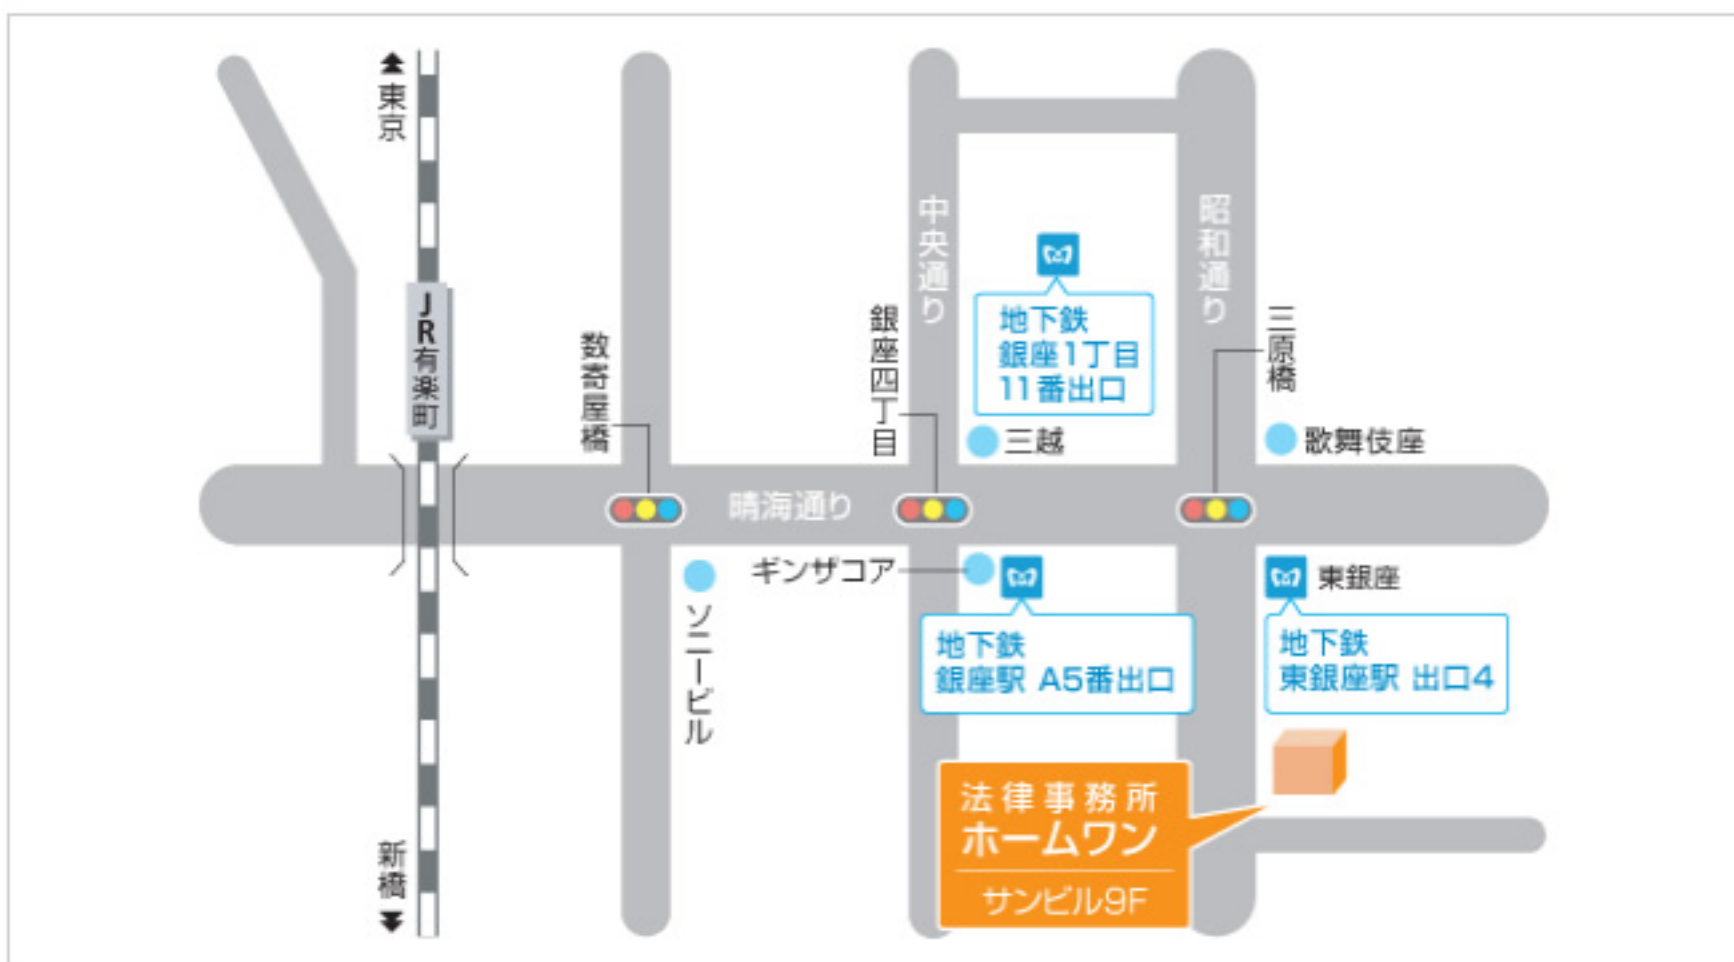 東京
JR有楽町
新橋
数寄屋橋
銀座四丁目
中央通り
昭和通り
三原橋
地下鉄
銀座1丁目
11番出口
三越
歌舞伎座
晴海通り
ソニービル
ギンザコア
地下鉄
銀座駅 A5番出口
東銀座
地下鉄
東銀座駅 出口4
法律事務所
ホームワン
サンビル9F